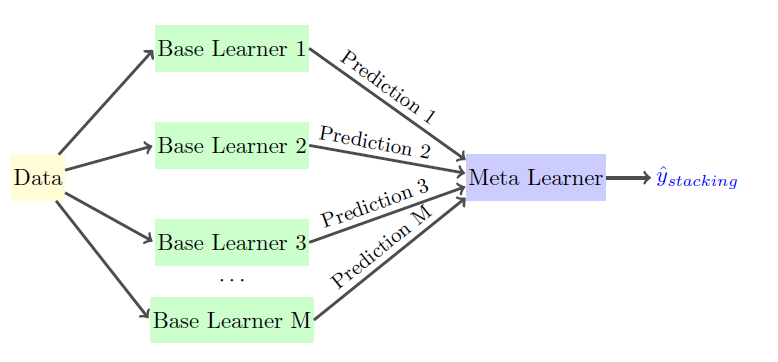 Base Learner 1
Prediction 1
Base Learner 2
Prediction 2
Data
Meta Learner
$\hat{y}_{stacking}$
Prediction 3
Base Learner 3
Prediction M
...
Base Learner M